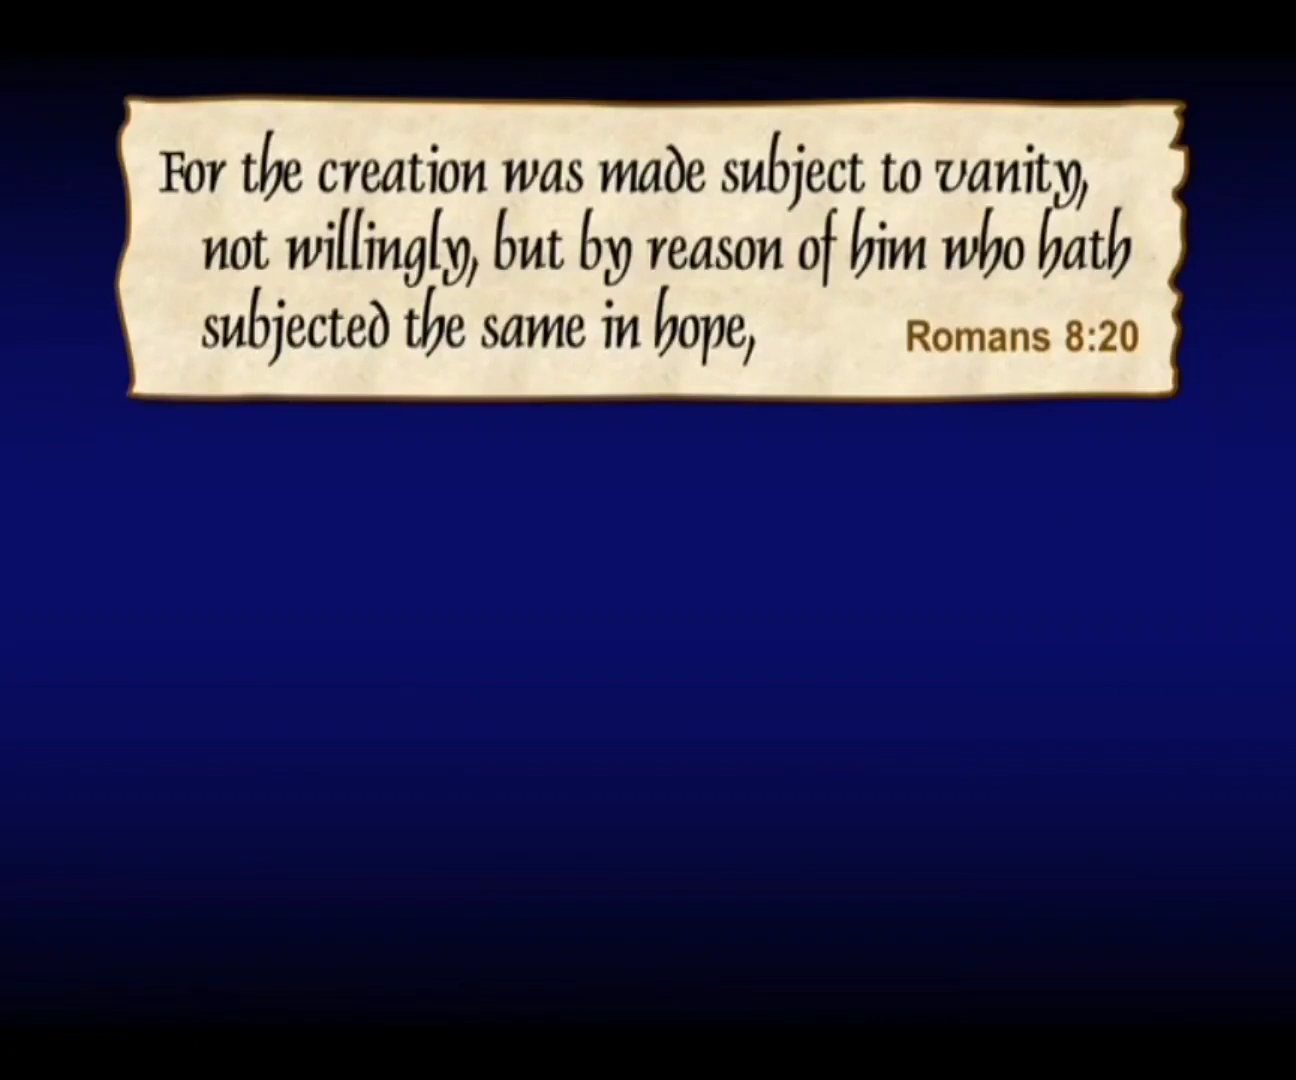 For the creation was made subject to vanity,
not willingly, but by reason of him who hath
subjected the same in hope,
Romans 8:20